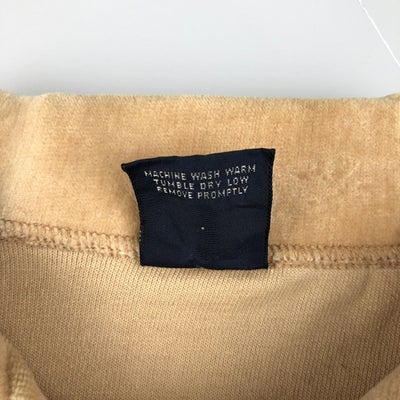 MACHINE WASH WARM
TUMBLE DRY LOW
REMOVE PROMPTLY